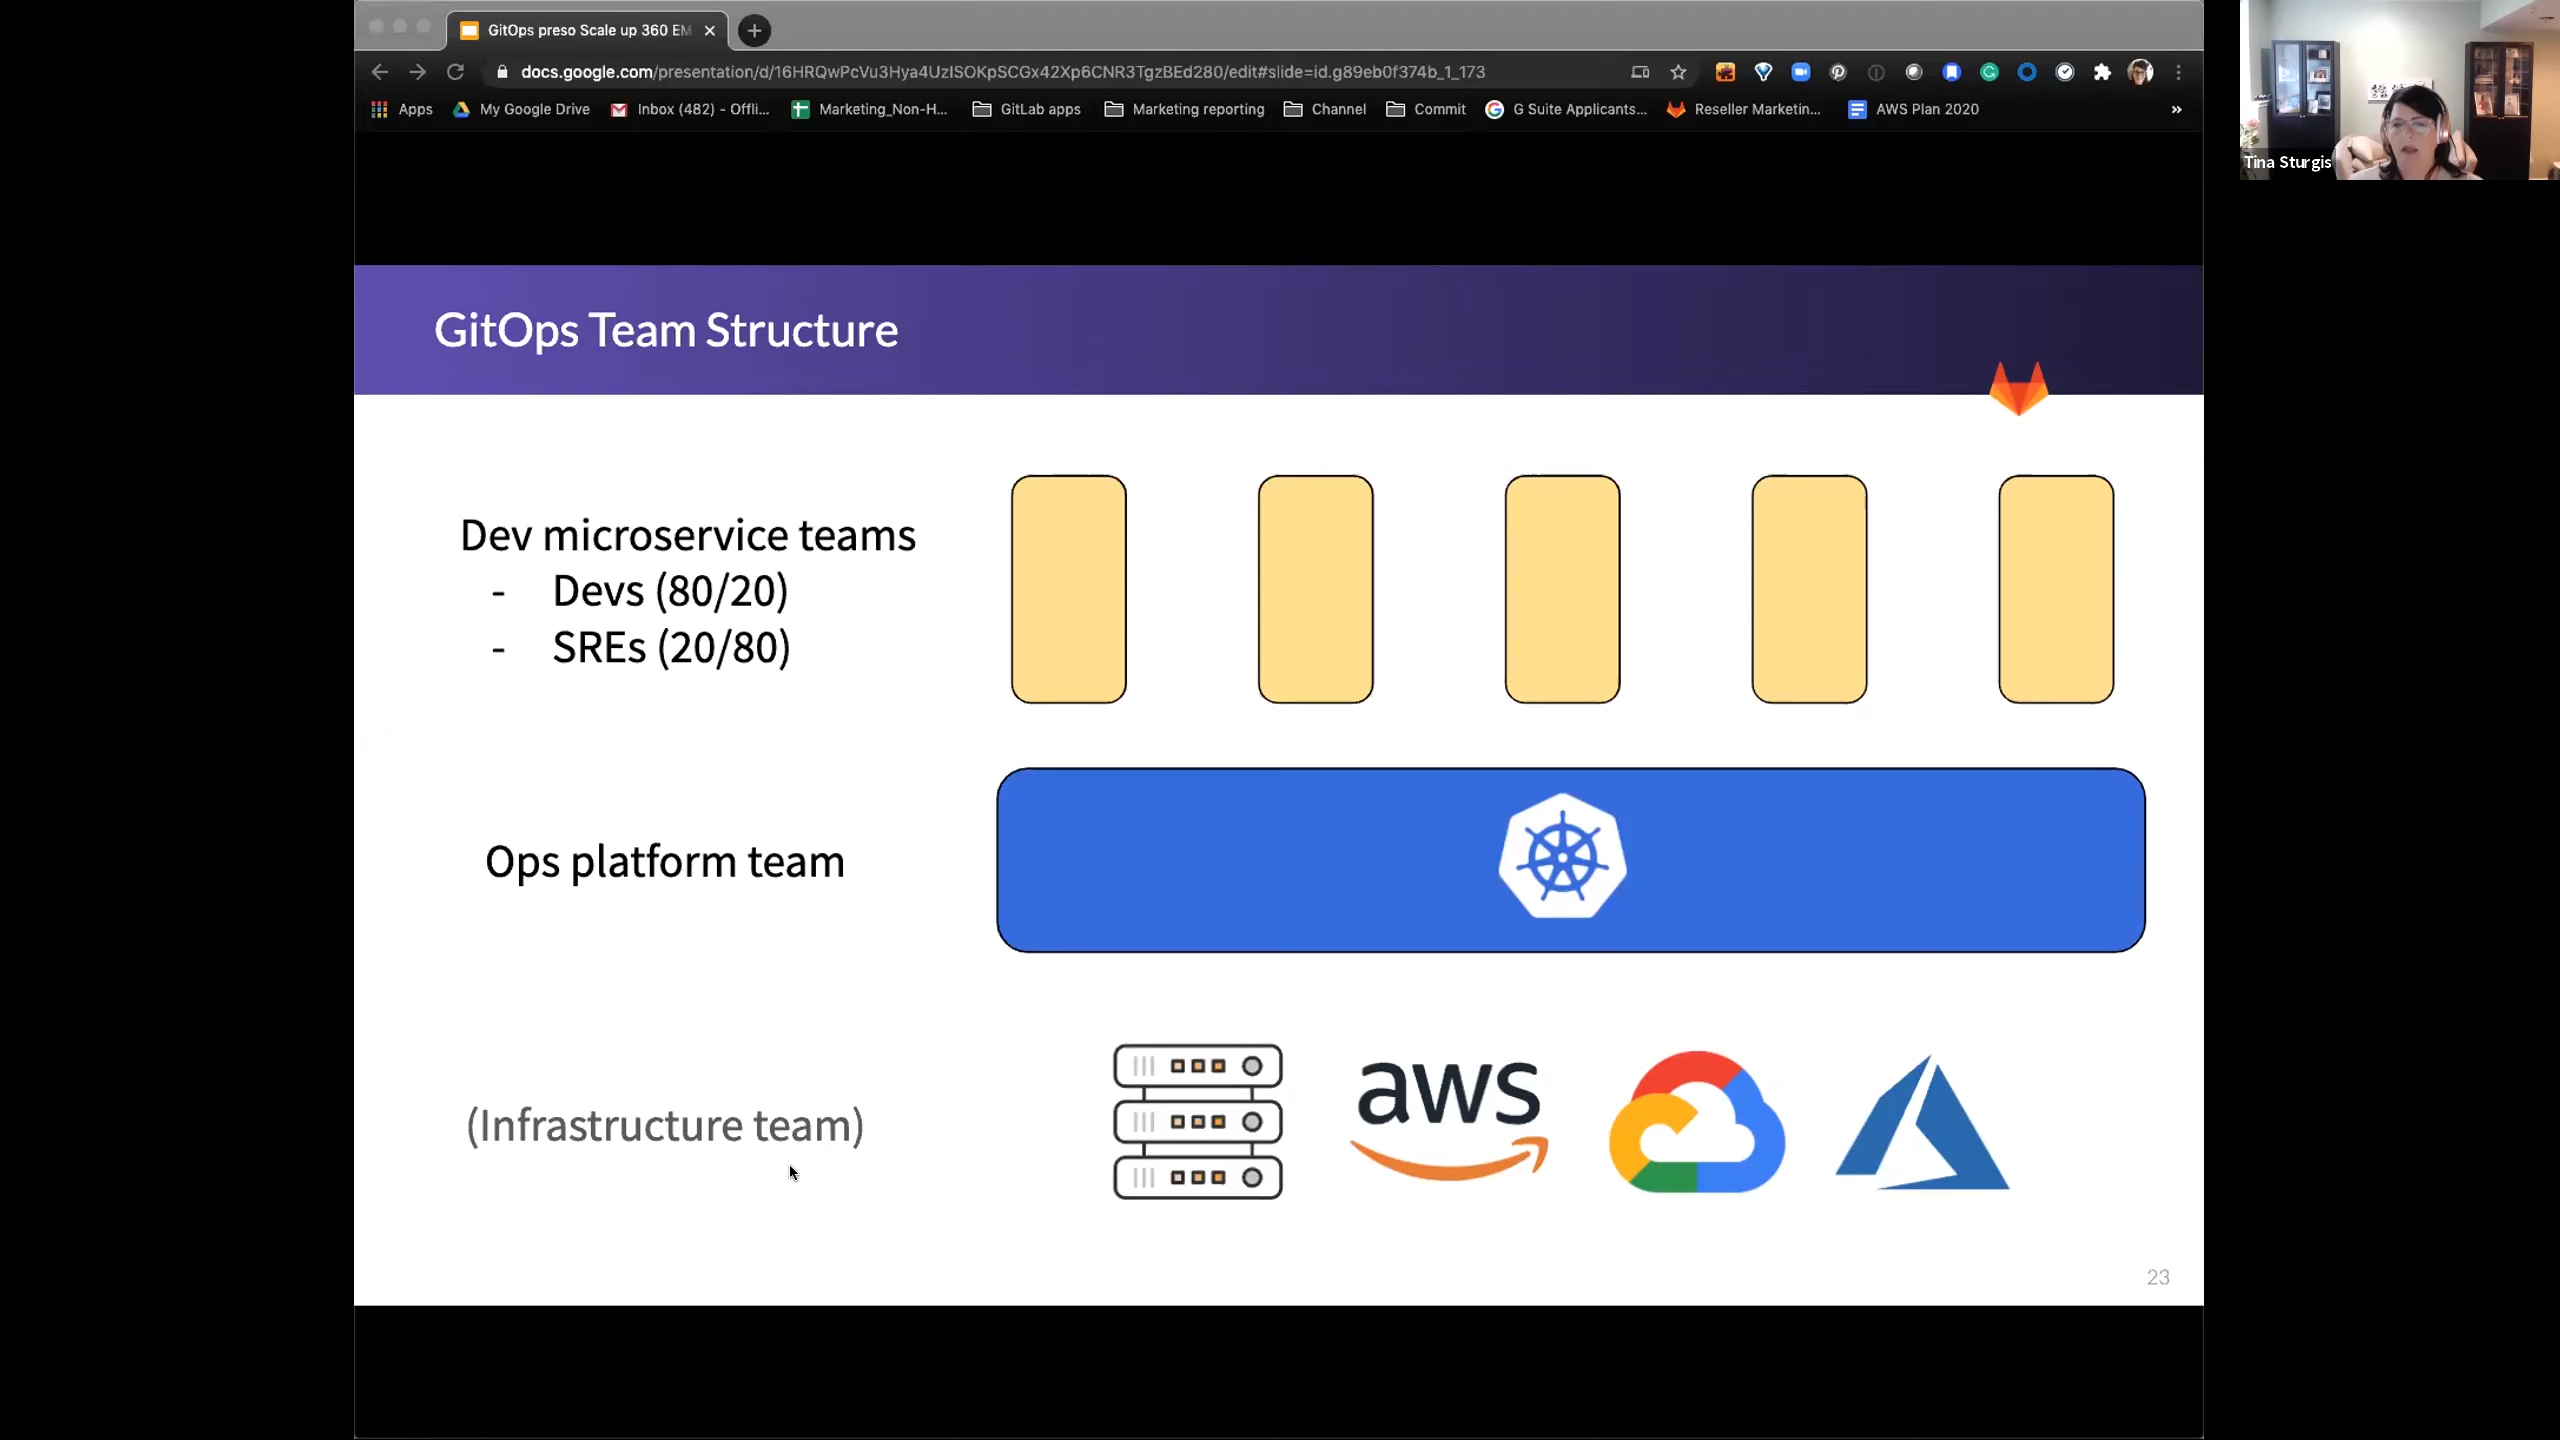 GitOps preso Scale up 360 EM
docs.google.com/presentation/d/16HRQwPcVu3Hya4UzISOKpSCGx42Xp6CNR3TgzBEd280/edit#slide=id.g89eb0f374b_1_173
Apps My Google Drive Inbox (482) - Offli... Marketing_Non-H... GitLab apps Marketing reporting Channel Commit G Suite Applicants... Reseller Marketin... AWS Plan 2020 »
Tina Sturgis
GitOps Team Structure
Dev microservice teams
- Devs (80/20)
- SREs (20/80)
Ops platform team
(Infrastructure team)
aws
23